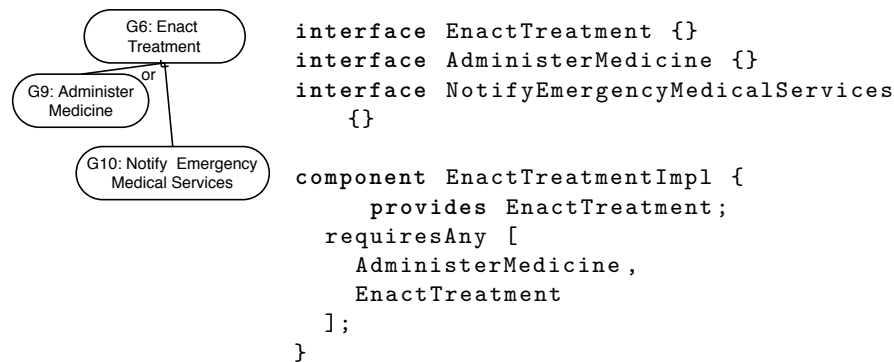 G6: Enact
Treatment
or
G9: Administer
Medicine
G10: Notify Emergency
Medical Services
interface EnactTreatment {}
interface AdministerMedicine {}
interface NotifyEmergencyMedicalServices
{}
component EnactTreatmentImpl {
provides EnactTreatment;
requiresAny [
AdministerMedicine,
EnactTreatment
];
}